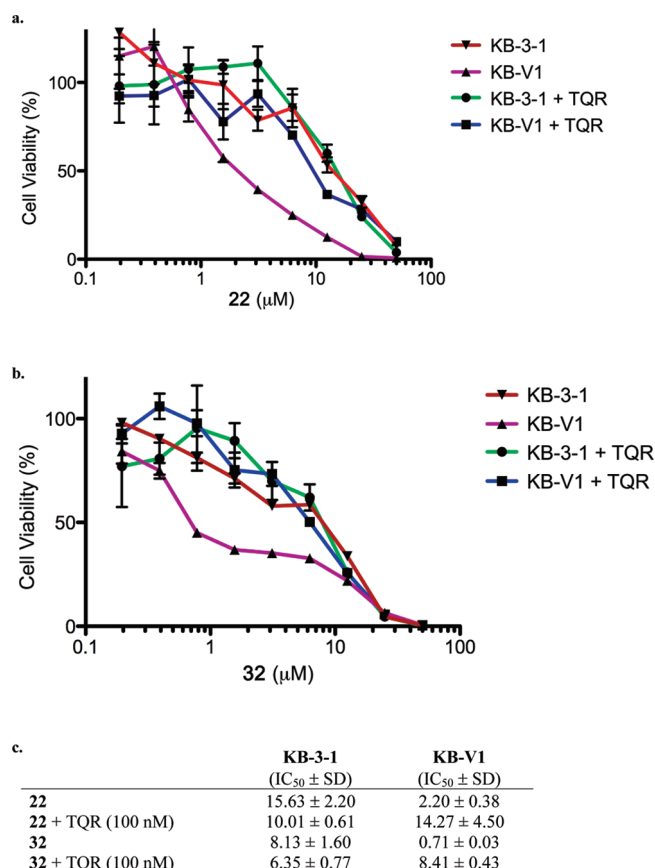 a.
100
50
0
Cell Viability (%)
0.1
1
10
100
22 (μM)
KB-3-1
KB-V1
KB-3-1 + TQR
KB-V1 + TQR
b.
100
50
0
Cell Viability (%)
0.1
1
10
100
32 (μM)
KB-3-1
KB-V1
KB-3-1 + TQR
KB-V1 + TQR
c.
KB-3-1 KB-V1
(IC50 ± SD) (IC50 ± SD)
22 15.63 ± 2.20 2.20 ± 0.38
22 + TQR (100 nM) 10.01 ± 0.61 14.27 ± 4.50
32 8.13 ± 1.60 0.71 ± 0.03
32 + TQR (100 nM) 6.35 ± 0.77 8.41 ± 0.43